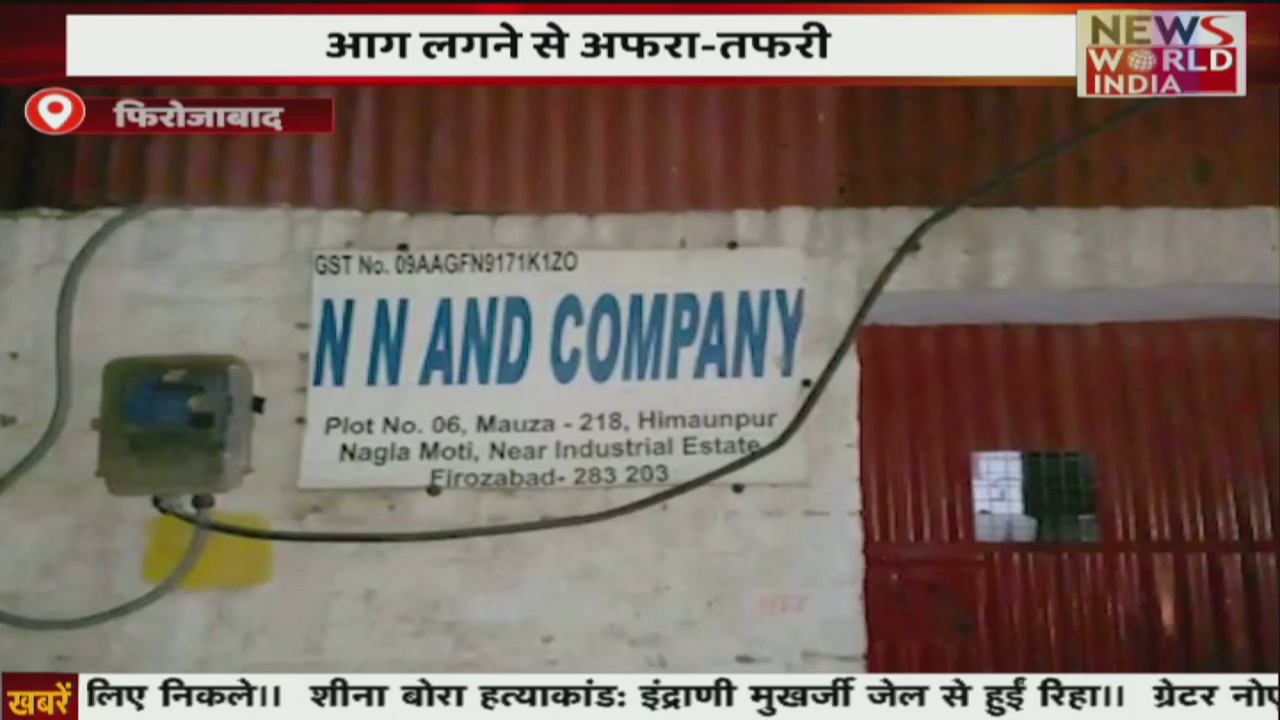 आग लगने से अफरा-तफरी
NEWS
WORLD
INDIA
फिरोजाबाद
GST No. 09AAGFN9171K1ZO
N N AND COMPANY
Plot No. 06, Mauza - 218, Himaunpur
Nagla Moti, Near Industrial Estate
Firozabad- 283 203
खबरें
लिए निकले।। शीना बोरा हत्याकांड: इंद्राणी मुखर्जी जेल से हुईं रिहा।। ग्रेटर